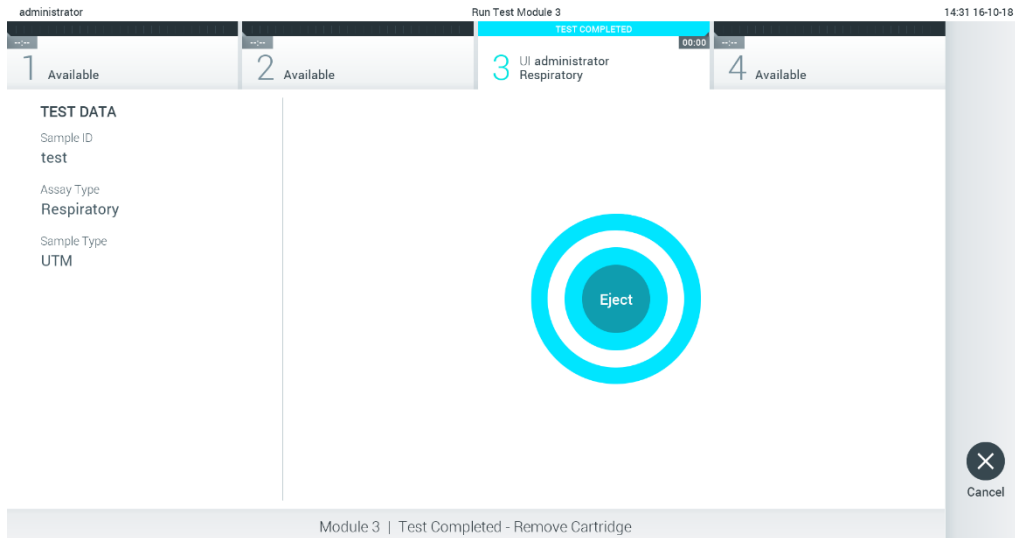 administrator
Run Test Module 3
14:31 16-10-18
TEST COMPLETED
--:--
--:--
00:00
--:--
1 Available
2 Available
3 UI administrator
Respiratory
4 Available
TEST DATA
Sample ID
test
Assay Type
Respiratory
Sample Type
UTM
Eject
Cancel
Module 3 | Test Completed - Remove Cartridge